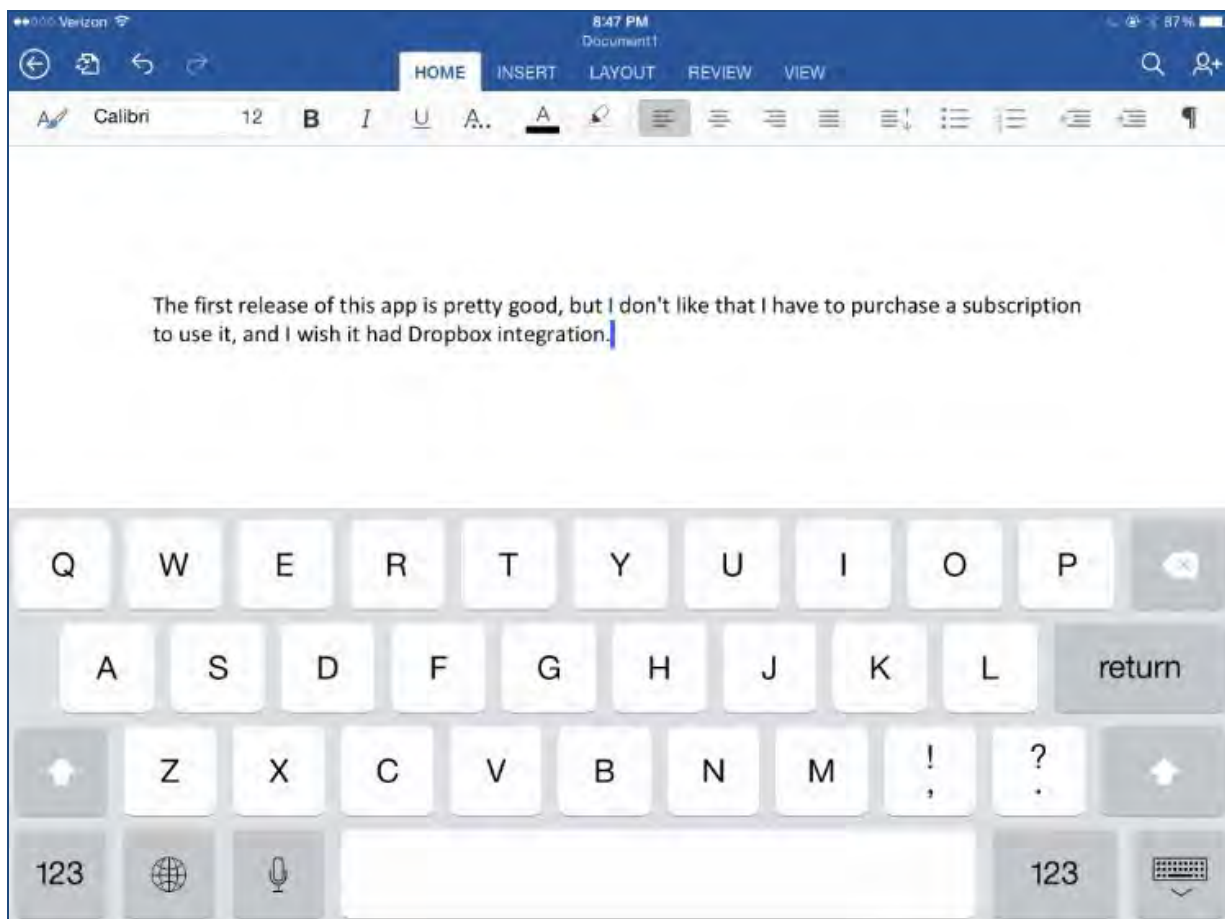 Verizon 8:47 PM 87%
Document1
HOME INSERT LAYOUT REVIEW VIEW
Calibri 12 B I U A.. A
The first release of this app is pretty good, but I don't like that I have to purchase a subscription
to use it, and I wish it had Dropbox integration.
Q W E R T Y U I O P
A S D F G H J K L return
Z X C V B N M ! , ? .
123 123